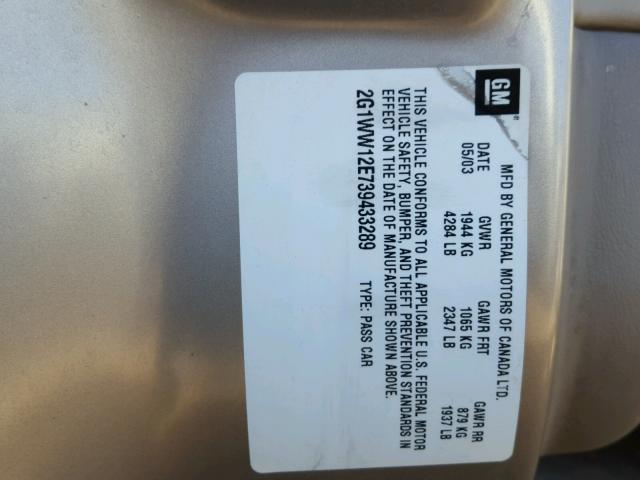 GM
MFD BY GENERAL MOTORS OF CANADA LTD.
DATE GVWR GAWR FRT GAWR RR
05/03 1944 KG 1065 KG 879 KG
4284 LB 2347 LB 1937 LB
THIS VEHICLE CONFORMS TO ALL APPLICABLE U.S. FEDERAL MOTOR
VEHICLE SAFETY, BUMPER, AND THEFT PREVENTION STANDARDS IN
EFFECT ON THE DATE OF MANUFACTURE SHOWN ABOVE.
2G1WW12E739433289 TYPE: PASS CAR